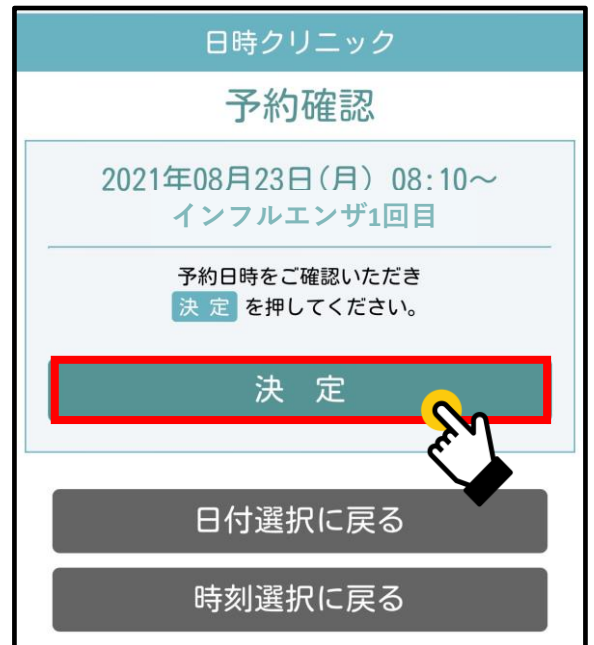 日時クリニック
予約確認
2021年08月23日(月) 08:10～
インフルエンザ1回目
予約日時をご確認いただき
決 定 を押してください。
決 定
日付選択に戻る
時刻選択に戻る